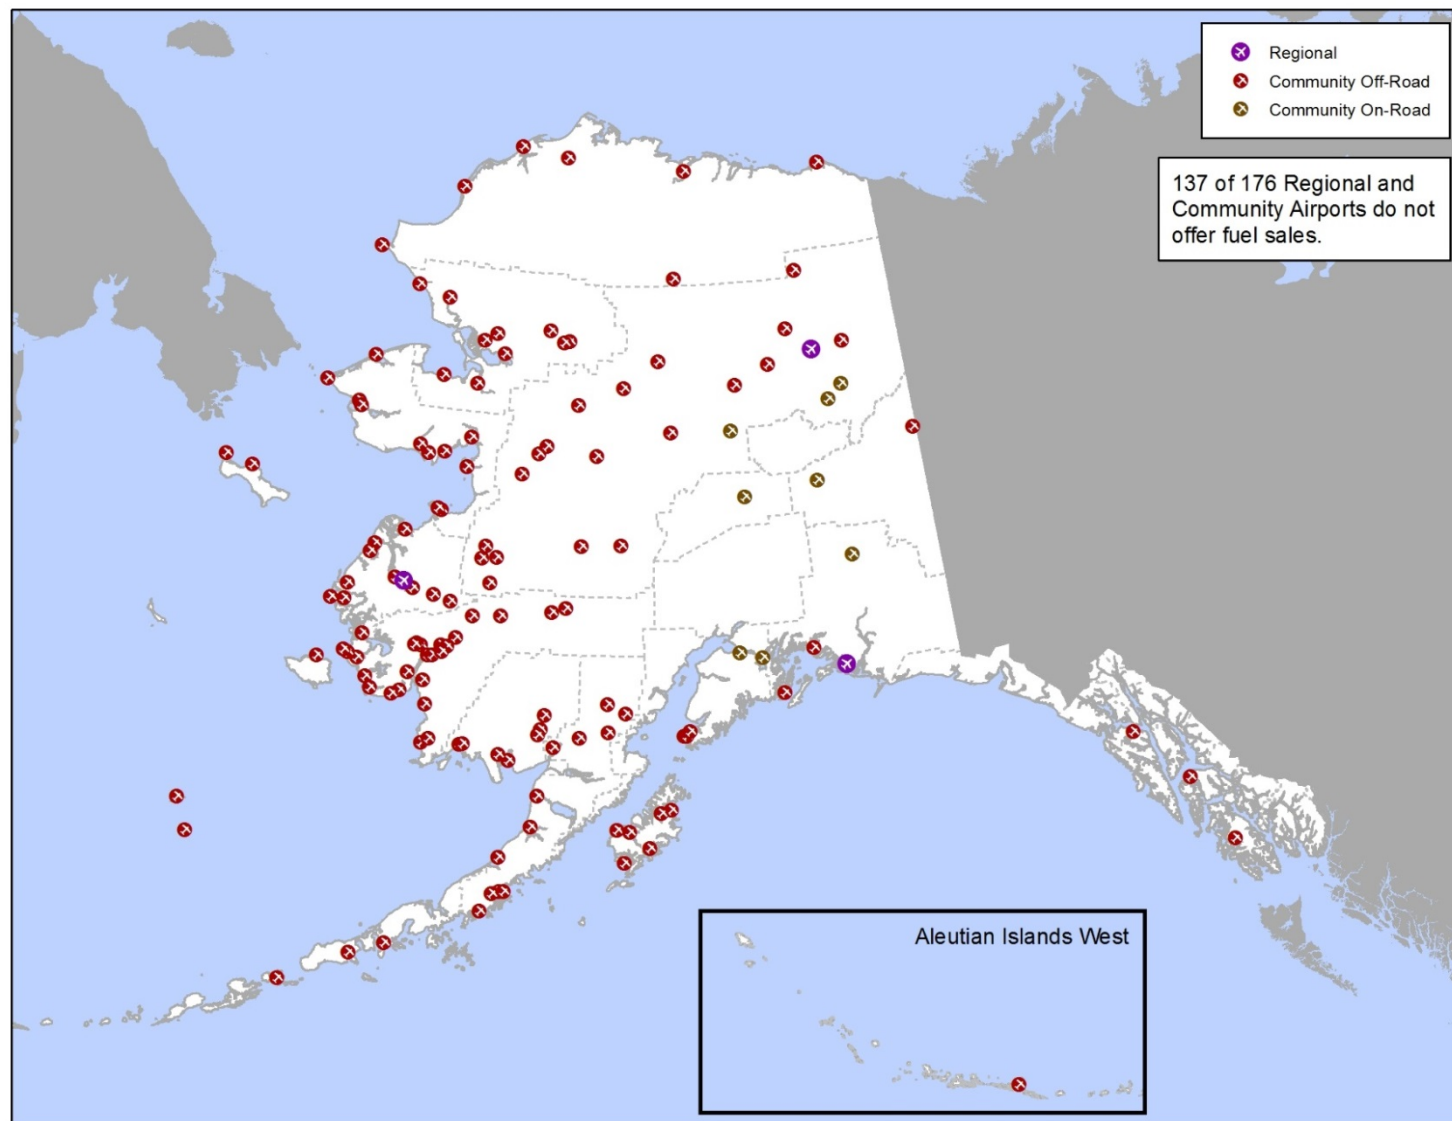 Regional
Community Off-Road
Community On-Road
137 of 176 Regional and
Community Airports do not
offer fuel sales.
Aleutian Islands West